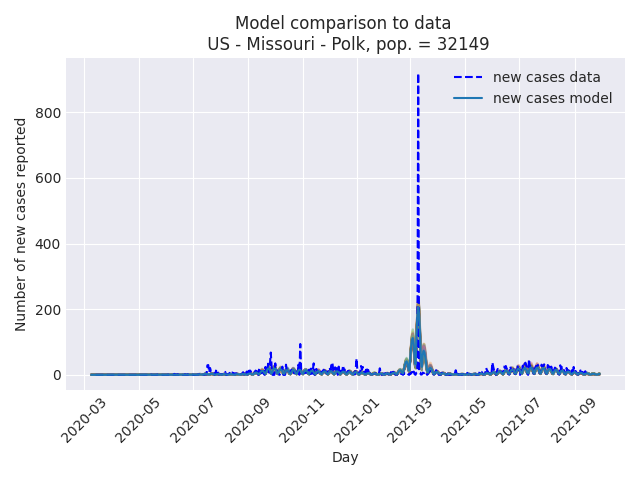 Model comparison to data
US - Missouri - Polk, pop. = 32149
new cases data
new cases model
Number of new cases reported
800
600
400
200
0
2020-03
2020-05
2020-07
2020-09
2020-11
2021-01
2021-03
2021-05
2021-07
2021-09
Day